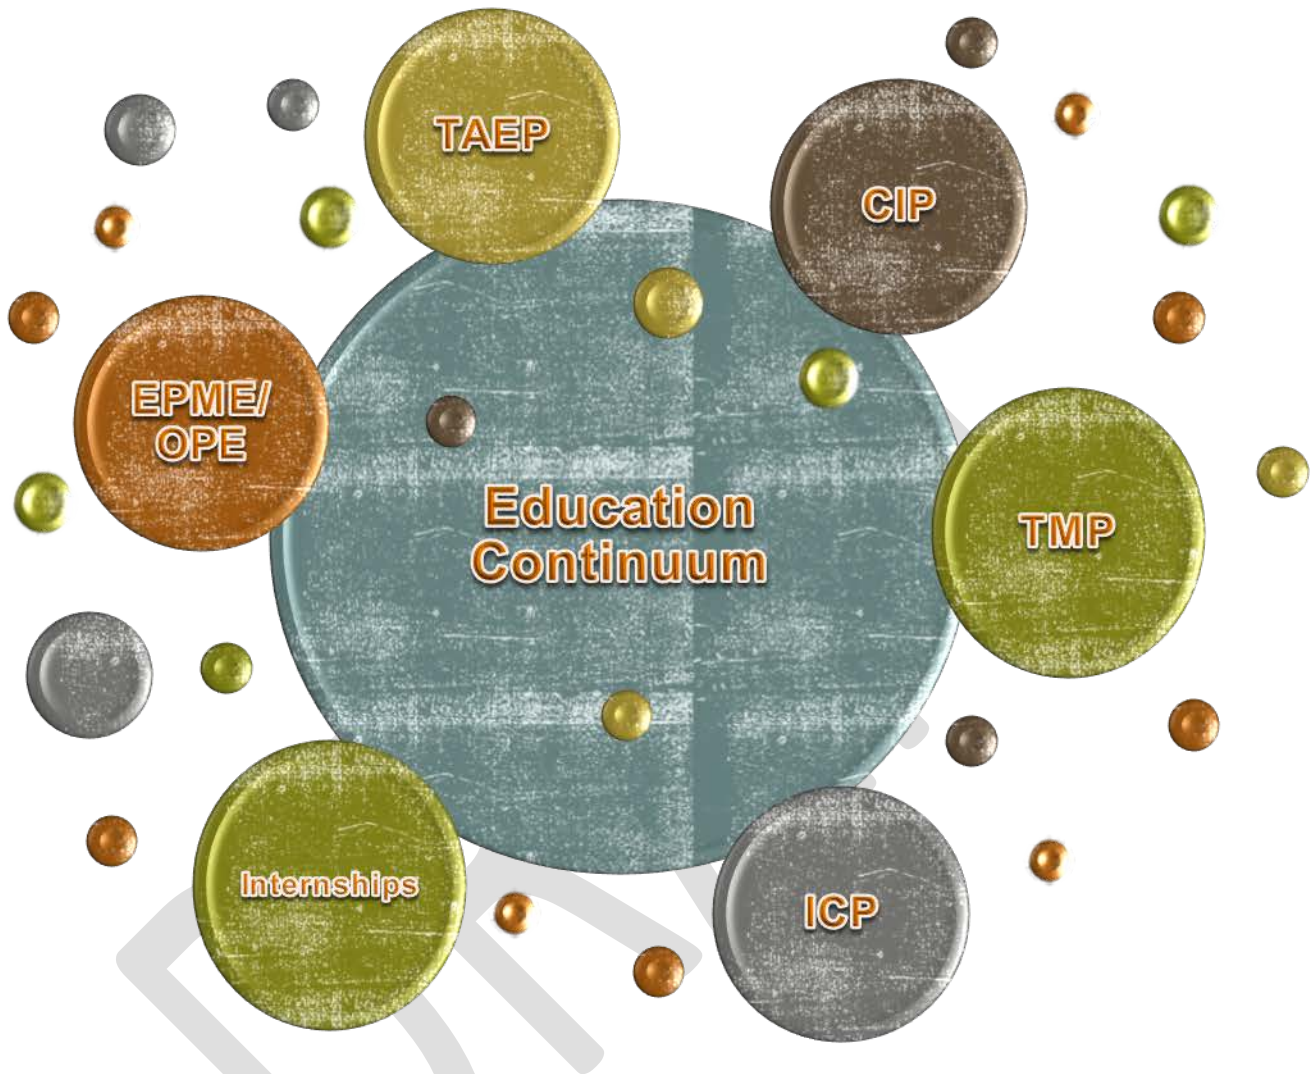 TAEP
CIP
EPME/
OPE
Education
Continuum
TMP
Internships
ICP